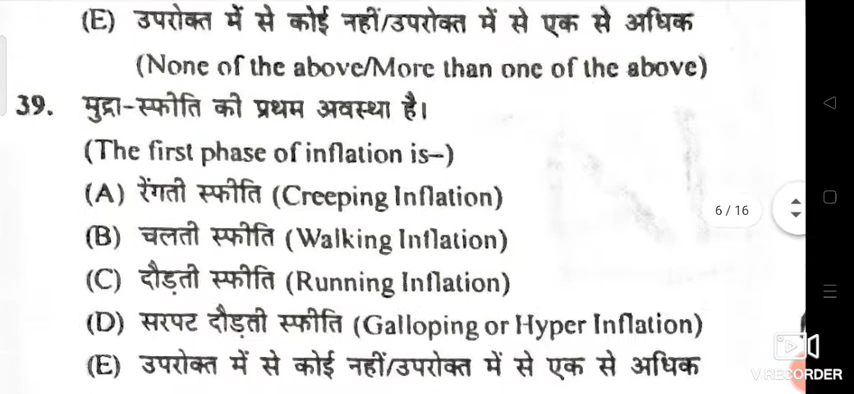 (E) उपरोक्त में से कोई नहीं/उपरोक्त में से एक से अधिक
(None of the above/More than one of the above)
39. मुद्रा-स्फीति की प्रथम अवस्था है।
(The first phase of inflation is–)
(A) रेंगती स्फीति (Creeping Inflation)
(B) चलती स्फीति (Walking Inflation)
(C) दौड़ती स्फीति (Running Inflation)
(D) सरपट दौड़ती स्फीति (Galloping or Hyper Inflation)
(E) उपरोक्त में से कोई नहीं/उपरोक्त में से एक से अधिक
6 / 16
V RECORDER